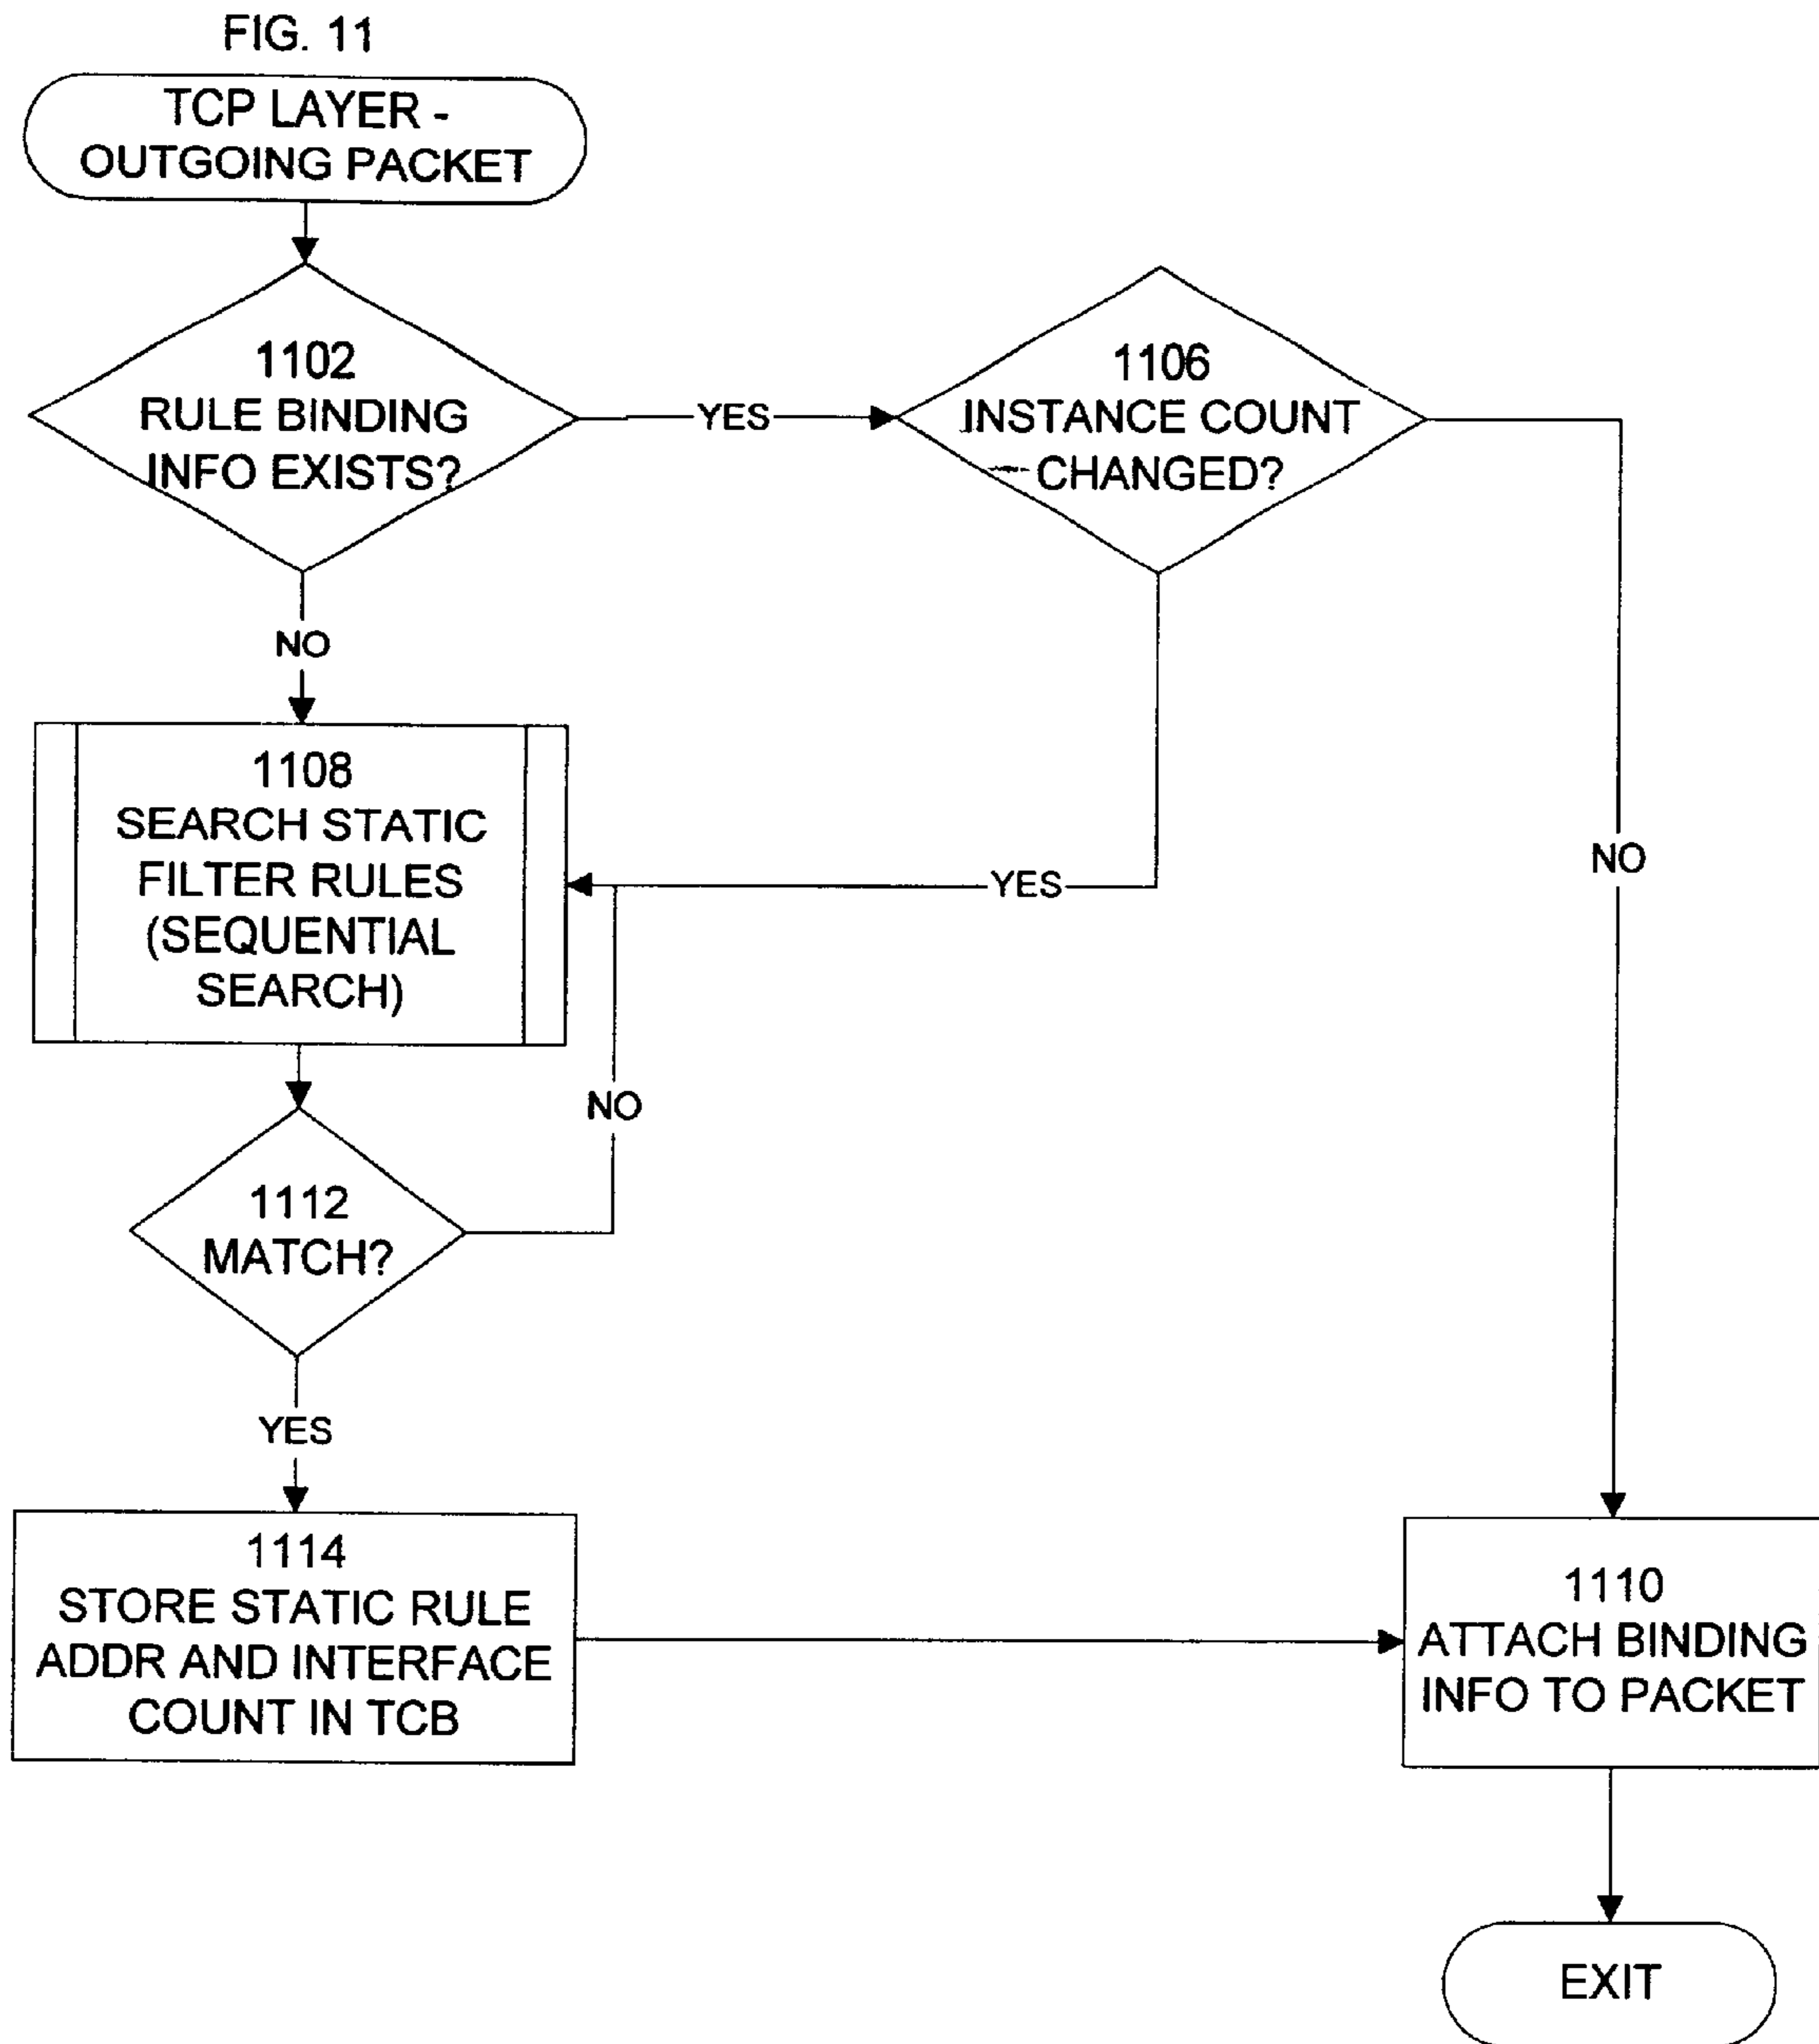 FIG. 11
TCP LAYER -
OUTGOING PACKET
1102
RULE BINDING
INFO EXISTS?
YES
1106
INSTANCE COUNT
CHANGED?
NO
1108
SEARCH STATIC
FILTER RULES
(SEQUENTIAL
SEARCH)
YES
NO
NO
1112
MATCH?
YES
1114
STORE STATIC RULE
ADDR AND INTERFACE
COUNT IN TCB
1110
ATTACH BINDING
INFO TO PACKET
EXIT